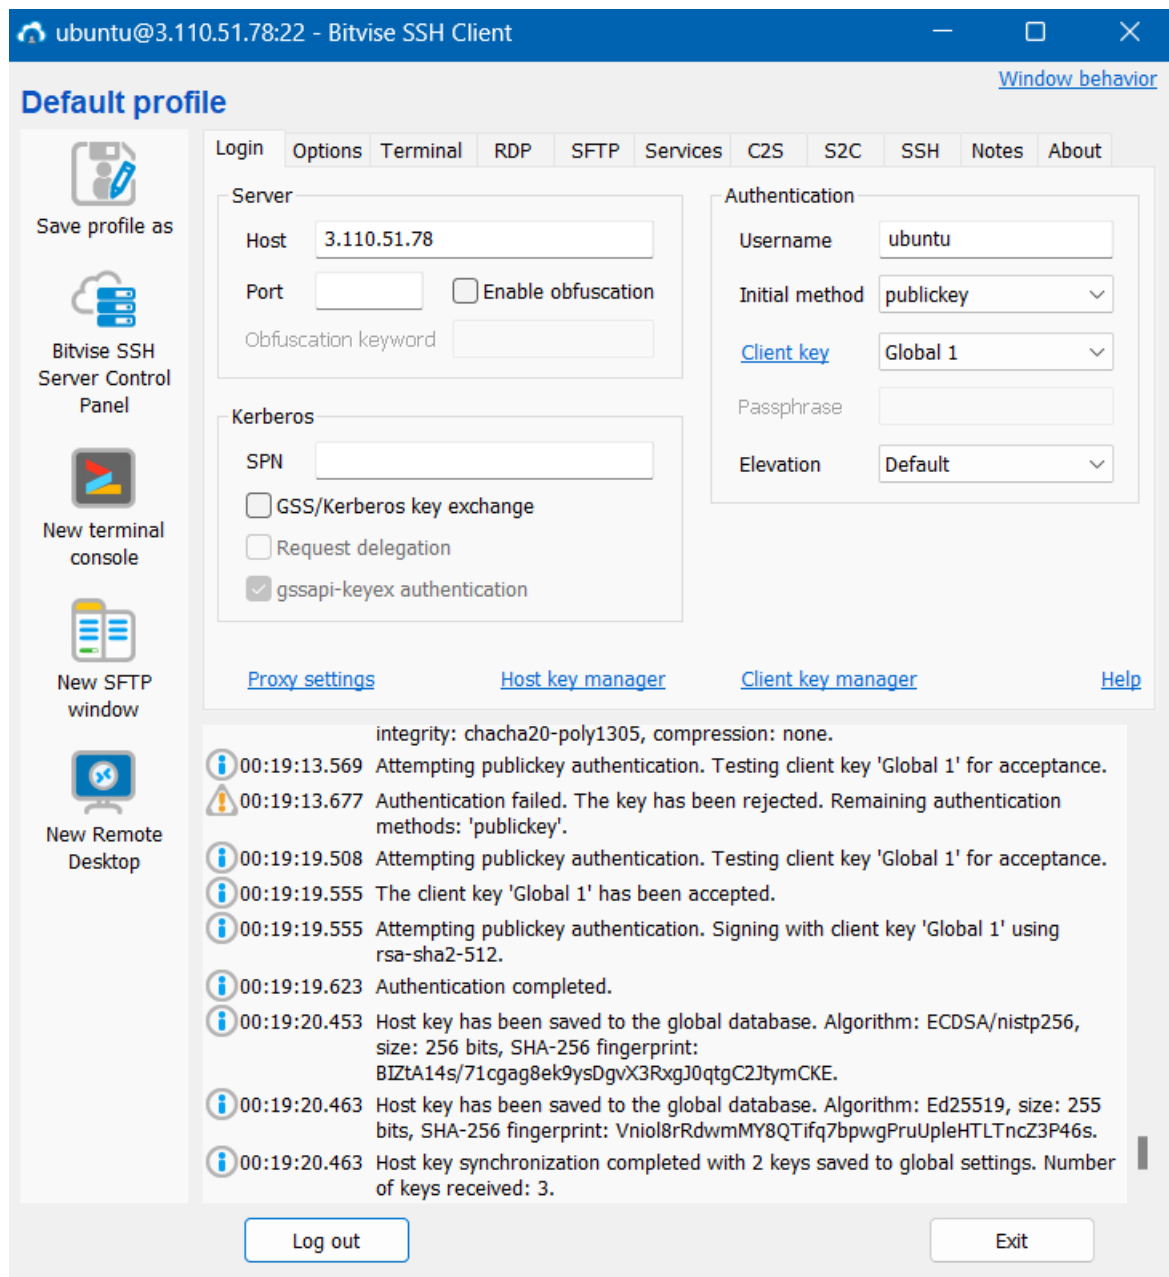 ubuntu@3.110.51.78:22 - Bitvise SSH Client
Window behavior
Default profile
Save profile as
Bitvise SSH
Server Control
Panel
New terminal
console
New SFTP
window
New Remote
Desktop
Login Options Terminal RDP SFTP Services C2S S2C SSH Notes About
Server
Host 3.110.51.78
Port Enable obfuscation
Obfuscation keyword
Kerberos
SPN
GSS/Kerberos key exchange
Request delegation
gssapi-keyex authentication
Authentication
Username ubuntu
Initial method publickey
Client key Global 1
Passphrase
Elevation Default
Proxy settings Host key manager Client key manager Help
integrity: chacha20-poly1305, compression: none.
00:19:13.569 Attempting publickey authentication. Testing client key 'Global 1' for acceptance.
00:19:13.677 Authentication failed. The key has been rejected. Remaining authentication
methods: 'publickey'.
00:19:19.508 Attempting publickey authentication. Testing client key 'Global 1' for acceptance.
00:19:19.555 The client key 'Global 1' has been accepted.
00:19:19.555 Attempting publickey authentication. Signing with client key 'Global 1' using
rsa-sha2-512.
00:19:19.623 Authentication completed.
00:19:20.453 Host key has been saved to the global database. Algorithm: ECDSA/nistp256,
size: 256 bits, SHA-256 fingerprint:
BIZtA14s/71cgag8ek9ysDgvX3RxgJ0qtgC2JtymCKE.
00:19:20.463 Host key has been saved to the global database. Algorithm: Ed25519, size: 255
bits, SHA-256 fingerprint: Vniol8rRdwmMY8QTifq7bpwgPruUpleHTLTncZ3P46s.
00:19:20.463 Host key synchronization completed with 2 keys saved to global settings. Number
of keys received: 3.
Log out Exit